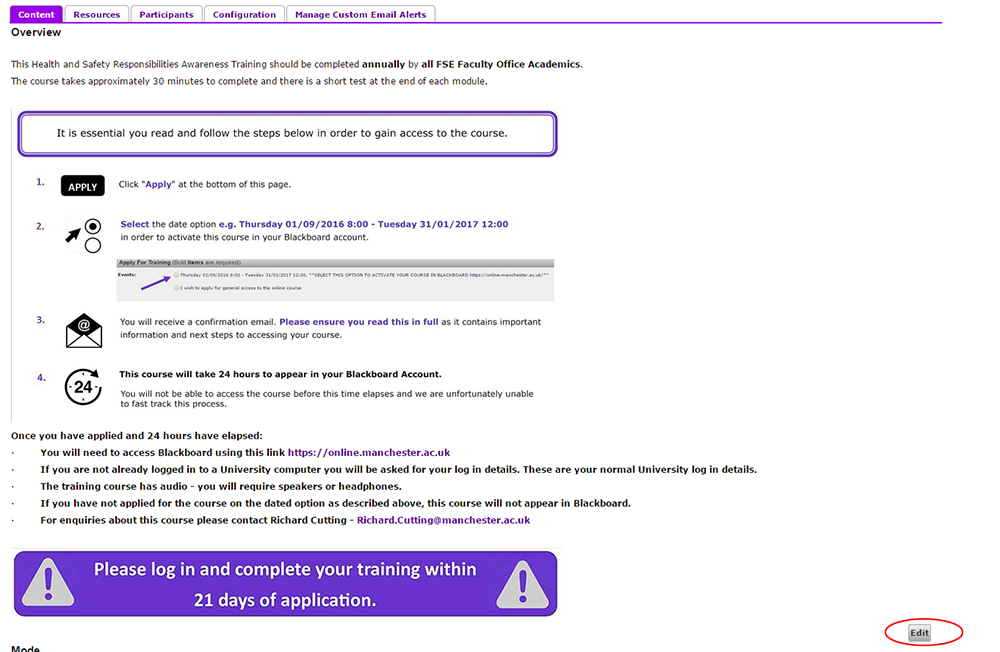 Content Resources Participants Configuration Manage Custom Email Alerts
Overview
This Health and Safety Responsibilities Awareness Training should be completed annually by all FSE Faculty Office Academics.
The course takes approximately 30 minutes to complete and there is a short test at the end of each module.
It is essential you read and follow the steps below in order to gain access to the course.
1. APPLY Click "Apply" at the bottom of this page.
2. Select the date option e.g. Thursday 01/09/2016 8:00 - Tuesday 31/01/2017 12:00
in order to activate this course in your Blackboard account.
Apply For Training (Bold Items are required)
Events: Thursday 01/09/2016 8:00 - Tuesday 31/01/2017 12:00, **SELECT THIS OPTION TO ACTIVATE YOUR COURSE IN BLACKBOARD https://online.manchester.ac.uk/**
I wish to apply for general access to the online course
3. @ You will receive a confirmation email. Please ensure you read this in full as it contains important
information and next steps to accessing your course.
4. 24 This course will take 24 hours to appear in your Blackboard Account.
You will not be able to access the course before this time elapses and we are unfortunately unable
to fast track this process.
Once you have applied and 24 hours have elapsed:
· You will need to access Blackboard using this link https://online.manchester.ac.uk
· If you are not already logged in to a University computer you will be asked for your log in details. These are your normal University log in details.
· The training course has audio - you will require speakers or headphones.
· If you have not applied for the course on the dated option as described above, this course will not appear in Blackboard.
· For enquiries about this course please contact Richard Cutting - Richard.Cutting@manchester.ac.uk
! Please log in and complete your training within !
21 days of application.
Edit
Mode